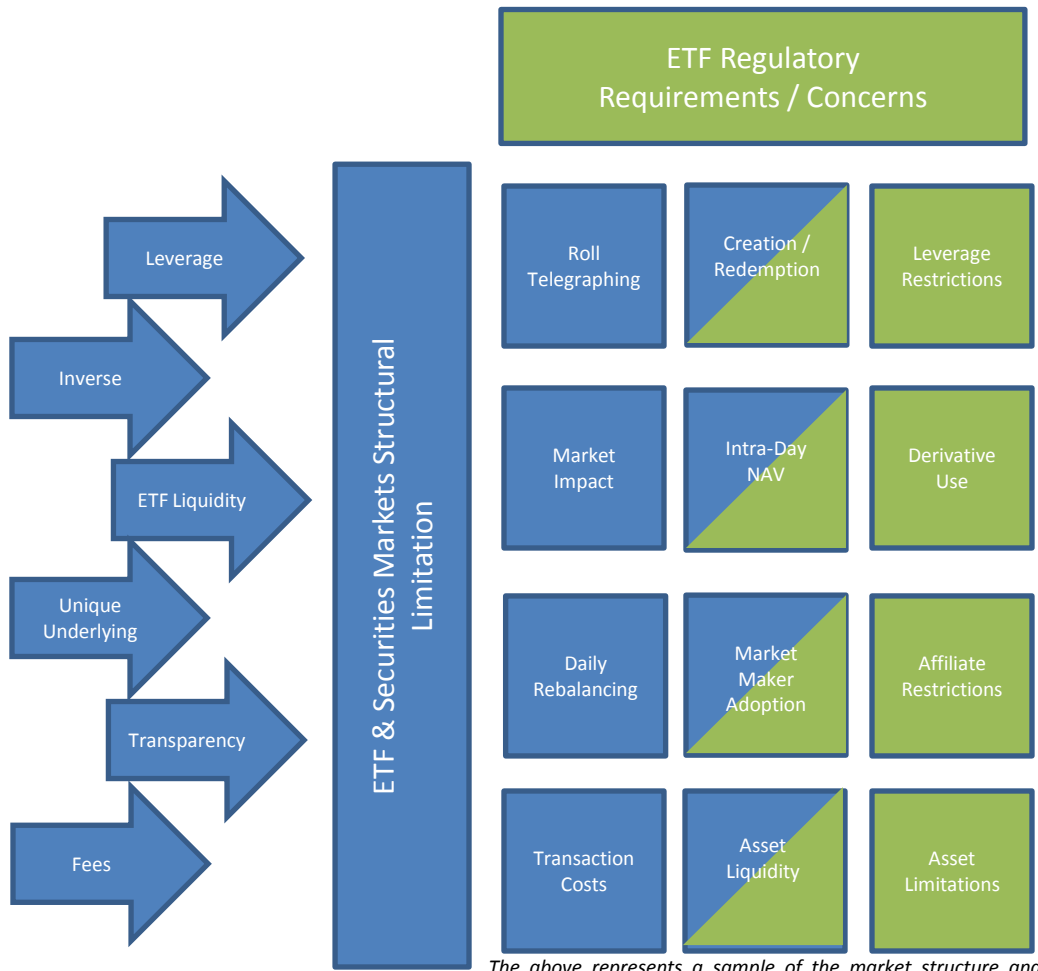 ETF Regulatory
Requirements / Concerns
Leverage
Inverse
ETF Liquidity
Unique
Underlying
Transparency
Fees
ETF & Securities Markets Structural
Limitation
Roll
Telegraphing
Creation /
Redemption
Leverage
Restrictions
Market
Impact
Intra-Day
NAV
Derivative
Use
Daily
Rebalancing
Market
Maker
Adoption
Affiliate
Restrictions
Transaction
Costs
Asset
Liquidity
Asset
Limitations
The above represents a sample of the market structure and